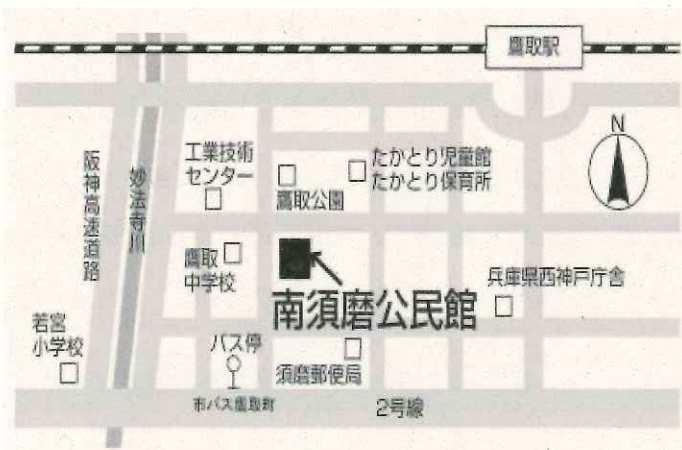 鷹取駅
N
工業技術
センター
たかとり児童館
たかとり保育所
鷹取公園
阪神高速道路
妙法寺川
鷹取
中学校
兵庫県西神戸庁舎
南須磨公民館
若宮
小学校
バス停
須磨郵便局
市バス鷹取町
2号線